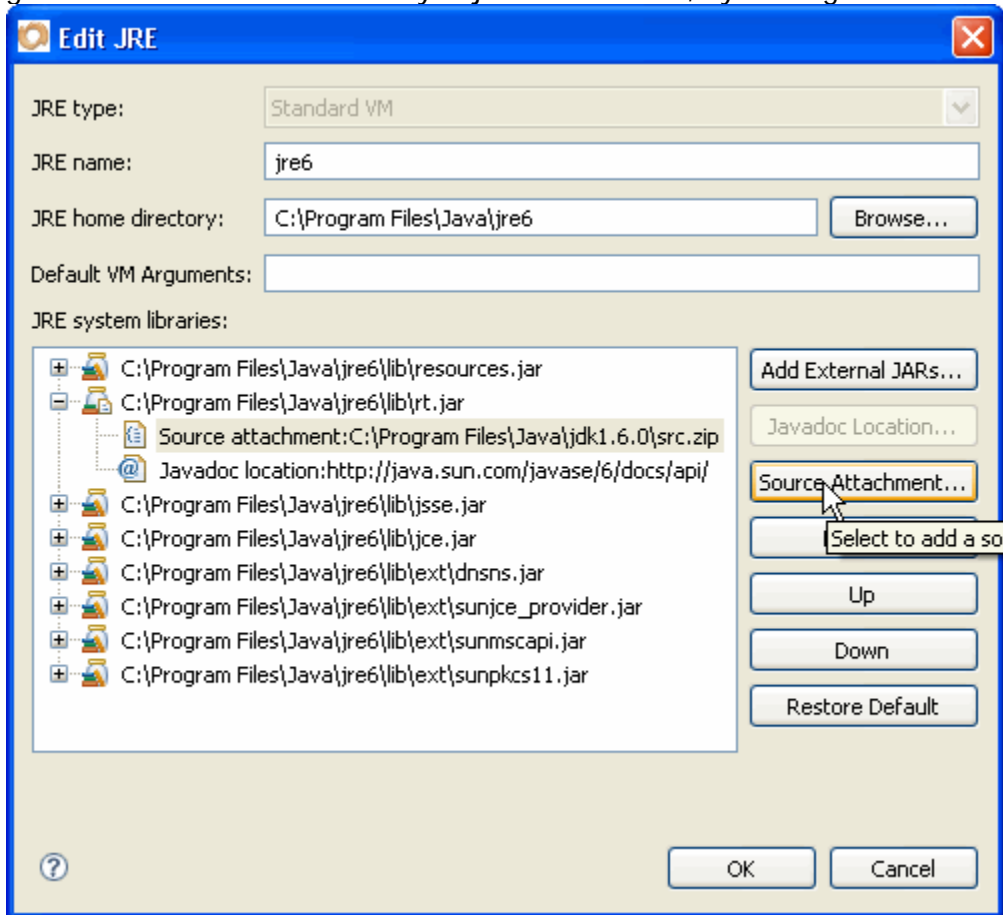 Edit JRE
JRE type: Standard VM
JRE name: jre6
JRE home directory: C:\Program Files\Java\jre6 Browse...
Default VM Arguments:
JRE system libraries:
C:\Program Files\Java\jre6\lib\resources.jar
Add External JARs...
C:\Program Files\Java\jre6\lib\rt.jar
Source attachment:C:\Program Files\Java\jdk1.6.0\src.zip
Javadoc Location...
Javadoc location:http://java.sun.com/javase/6/docs/api/
Source Attachment...
C:\Program Files\Java\jre6\lib\jsse.jar
C:\Program Files\Java\jre6\lib\jce.jar
Select to add a so
C:\Program Files\Java\jre6\lib\ext\dnsns.jar
C:\Program Files\Java\jre6\lib\ext\sunjce_provider.jar
Up
C:\Program Files\Java\jre6\lib\ext\sunmscapi.jar
Down
C:\Program Files\Java\jre6\lib\ext\sunpkcs11.jar
Restore Default
? OK Cancel